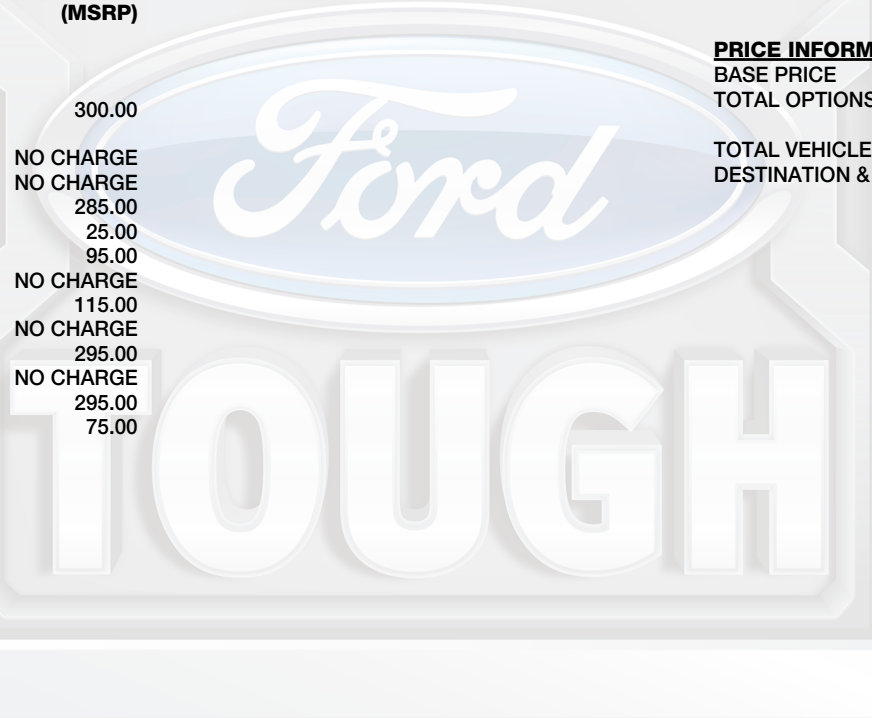 (MSRP)
300.00
NO CHARGE
NO CHARGE
285.00
25.00
95.00
NO CHARGE
115.00
NO CHARGE
295.00
NO CHARGE
295.00
75.00
PRICE INFORM
BASE PRICE
TOTAL OPTIONS
TOTAL VEHICLE
DESTINATION &
Ford
TOUGH